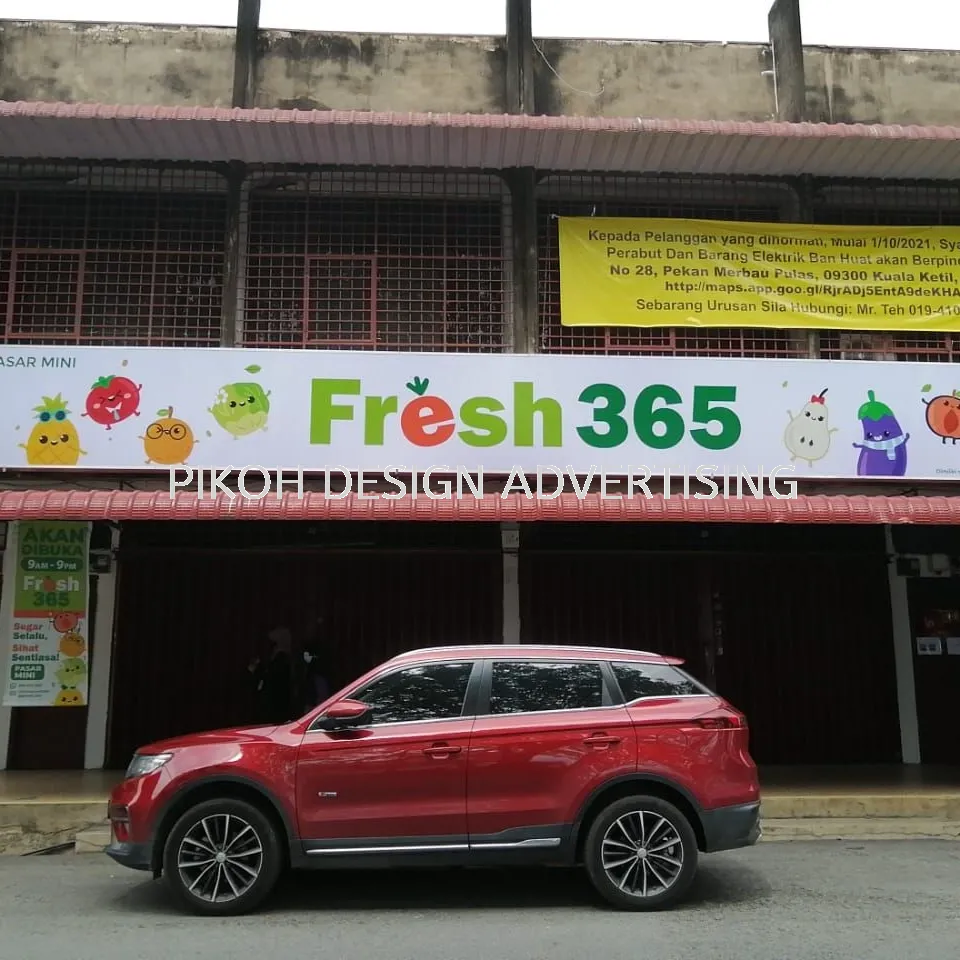 Kepada Pelanggan yang dihormati, Mulai 1/10/2021,
Perabut Dan Barang Elektrik Ban Huat akan
No 28, Pekan Merbau Pulas, 09300 Kuala Ketil,
http://maps.app.goo.gl/RjrADj5EntA9deKHA
Sebarang Urusan Sila Hubungi: Mr. Teh 019-410
PASAR MINI
Fresh 365
PIKOH DESIGN ADVERTISING
AKAN
DIBUKA
9AM - 9PM
Fresh
365
Sugar
Selalu,
Sihat
Sentiasa!
PASAR
MINI